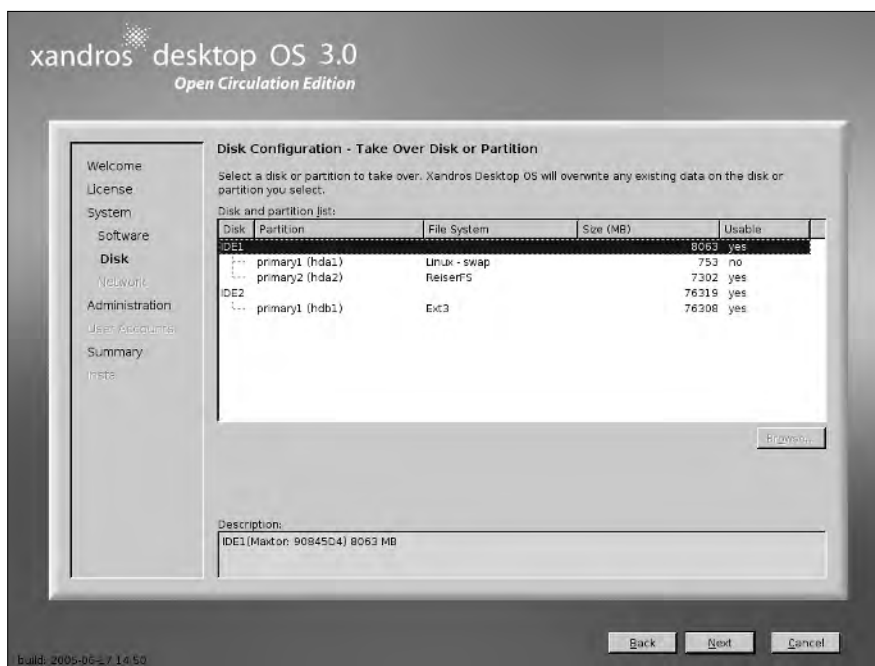 xandros desktop OS 3.0
Open Circulation Edition
Welcome
License
System
Software
Disk
Network
Administration
User Accounts
Summary
Disk Configuration - Take Over Disk or Partition
Select a disk or partition to take over. Xandros Desktop OS will overwrite any existing data on the disk or
partition you select.
Disk and partition list:
Disk Partition File System Size (MB) Usable
IDE1 8063 yes
primary1 (hda1) Linux - swap 753 no
primary2 (hda2) ReiserFS 7302 yes
IDE2 76319 yes
primary1 (hdb1) Ext3 76308 yes
Browse...
Description:
IDE1(Maxtor: 90845D4) 8063 MB
Back Next Cancel
build: 14:50